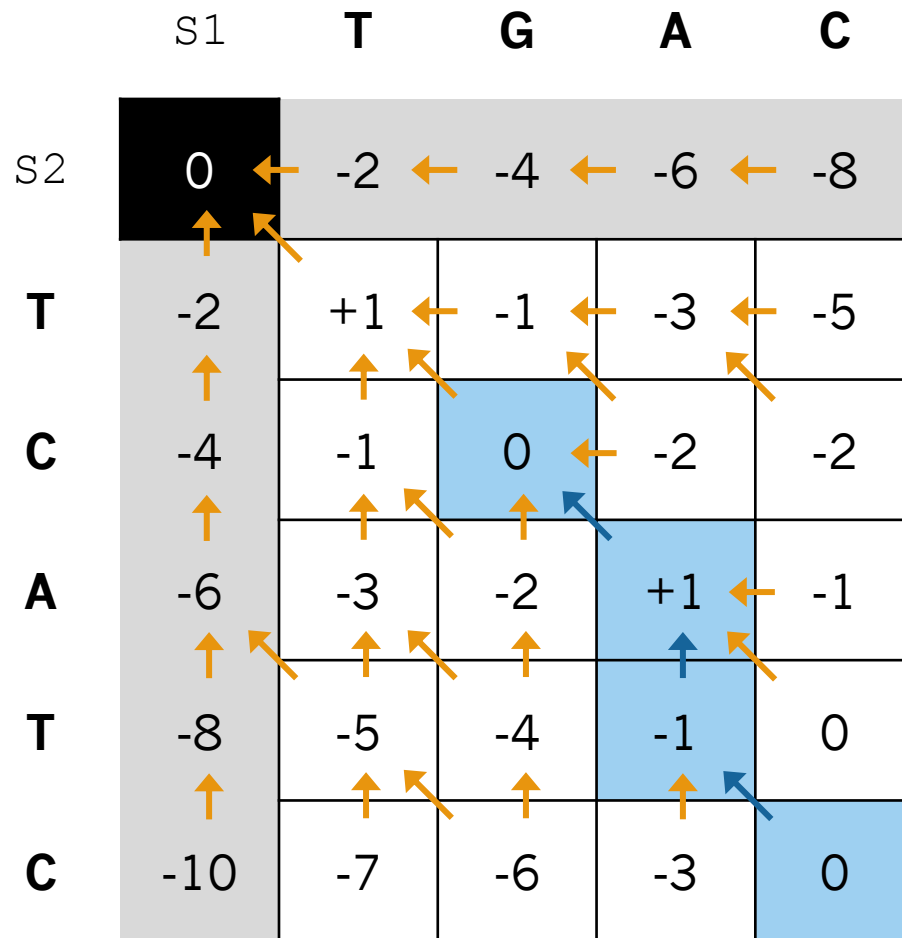 S1 T G A C
S2 0 -2 -4 -6 -8
T -2 +1 -1 -3 -5
C -4 -1 0 -2 -2
A -6 -3 -2 +1 -1
T -8 -5 -4 -1 0
C -10 -7 -6 -3 0